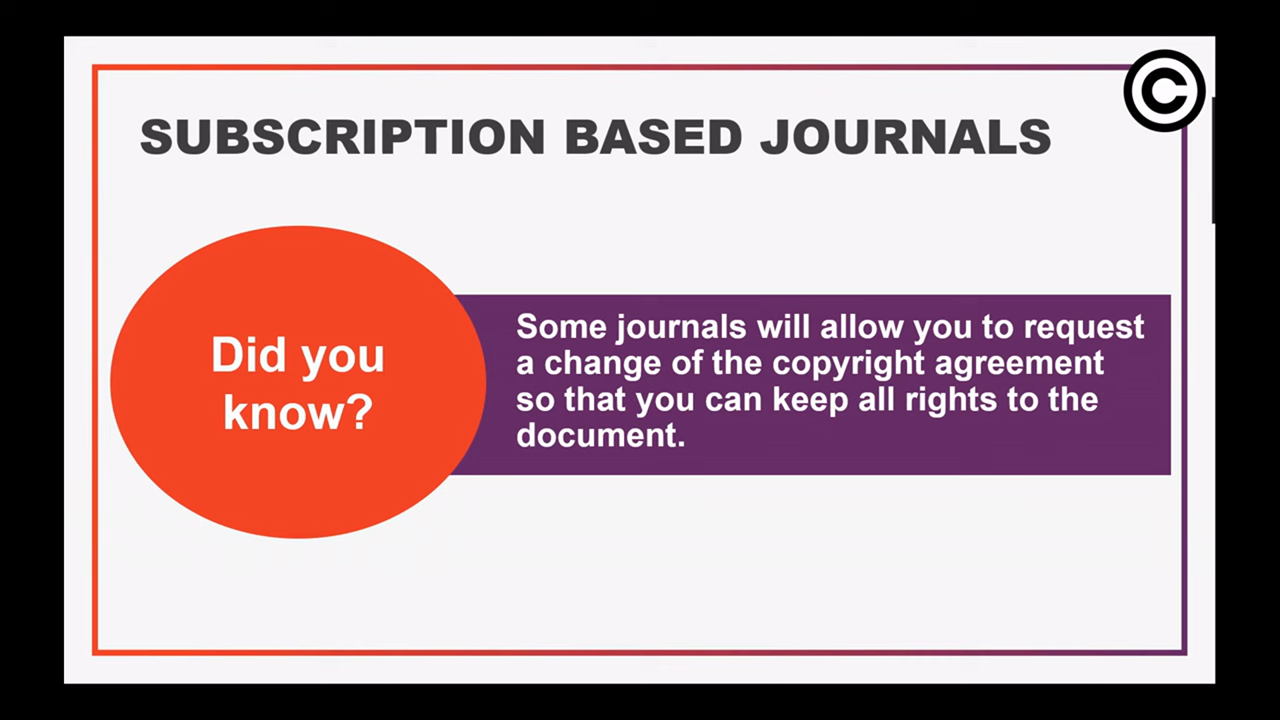 SUBSCRIPTION BASED JOURNALS
Did you
know?
Some journals will allow you to request
a change of the copyright agreement
so that you can keep all rights to the
document.